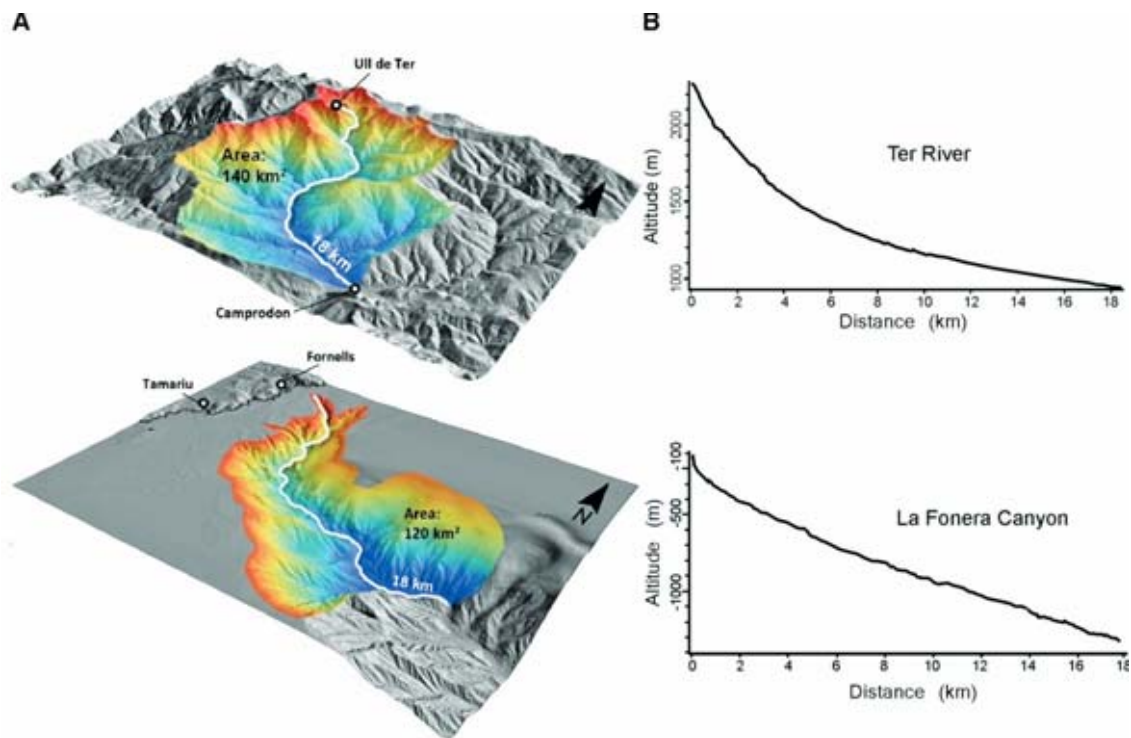 A
Ull de Ter
Area:
140 km²
18 km
Camprodon
Fornells
Tamariu
Area:
120 km²
18 km
N
B
Altitude (m)
2000
1500
1000
Ter River
0 2 4 6 8 10 12 14 16 18
Distance (km)
Altitude (m)
-100
-500
-1000
La Fonera Canyon
0 2 4 6 8 10 12 14 16 18
Distance (km)